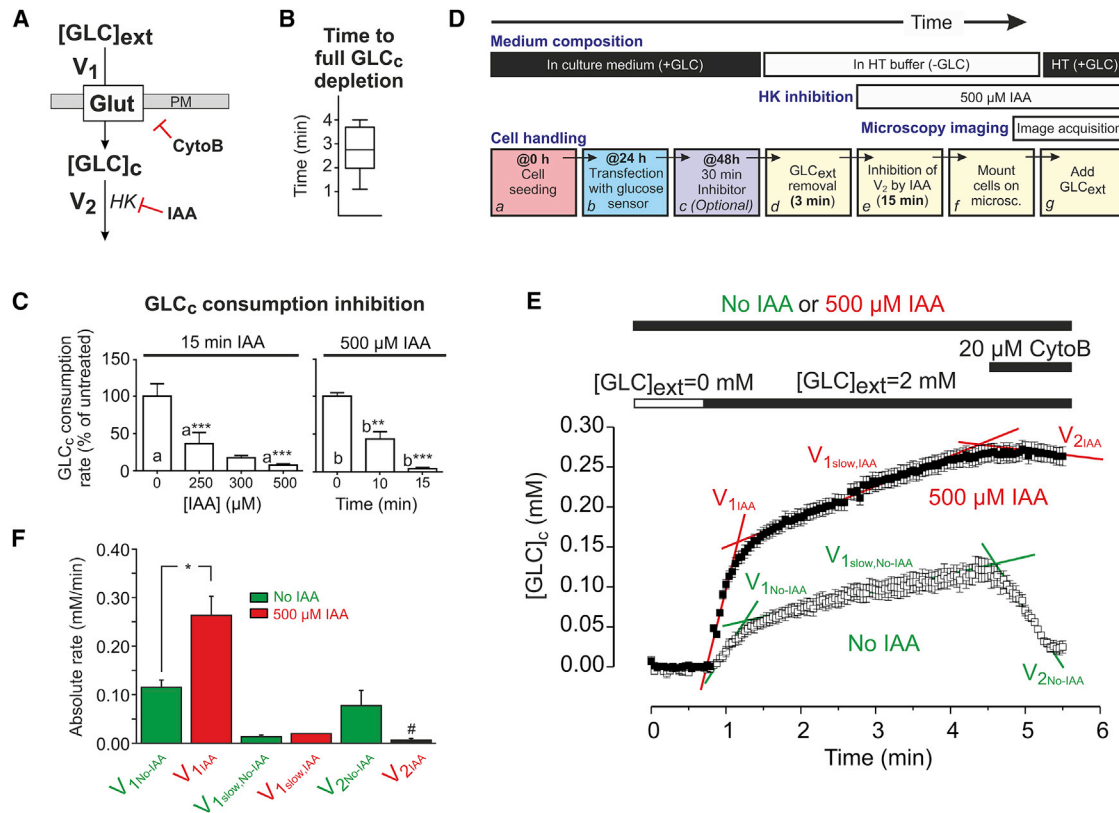 A
[GLC]ext
V1
Glut
PM
CytoB
[GLC]c
V2
HK
IAA
B
Time to
full GLCc
depletion
Time (min)
4
3
2
1
D
Time
Medium composition
In culture medium (+GLC)
In HT buffer (-GLC)
HT (+GLC)
HK inhibition
500 µM IAA
Microscopy imaging
Image acquisition
Cell handling
@0 h
Cell
seeding
a
@24 h
Transfection
with glucose
sensor
b
@48h
30 min
Inhibitor
c (Optional)
GLCext
removal
(3 min)
d
Inhibition of
V2 by IAA
(15 min)
e
Mount
cells on
microsc.
f
Add
GLCext
g
C
GLCc consumption inhibition
15 min IAA
500 µM IAA
GLCc consumption
rate (% of untreated)
150
100
50
0
a
a***
a***
0
250
300
500
[IAA] (µM)
b
b**
b***
0
10
15
Time (min)
E
No IAA or 500 µM IAA
20 µM CytoB
[GLC]ext=0 mM
[GLC]ext=2 mM
[GLC]c (mM)
0.30
0.25
0.20
0.15
0.10
0.05
0.00
V1IAA
V1slow,IAA
V2IAA
500 µM IAA
V1No-IAA
V1slow,No-IAA
No IAA
V2No-IAA
0
1
2
3
4
5
6
Time (min)
F
Absolute rate (mM/min)
0.40
0.30
0.20
0.10
0.00
*
No IAA
500 µM IAA
#
V1No-IAA
V1IAA
V1slow,No-IAA
V1slow,IAA
V2No-IAA
V2IAA